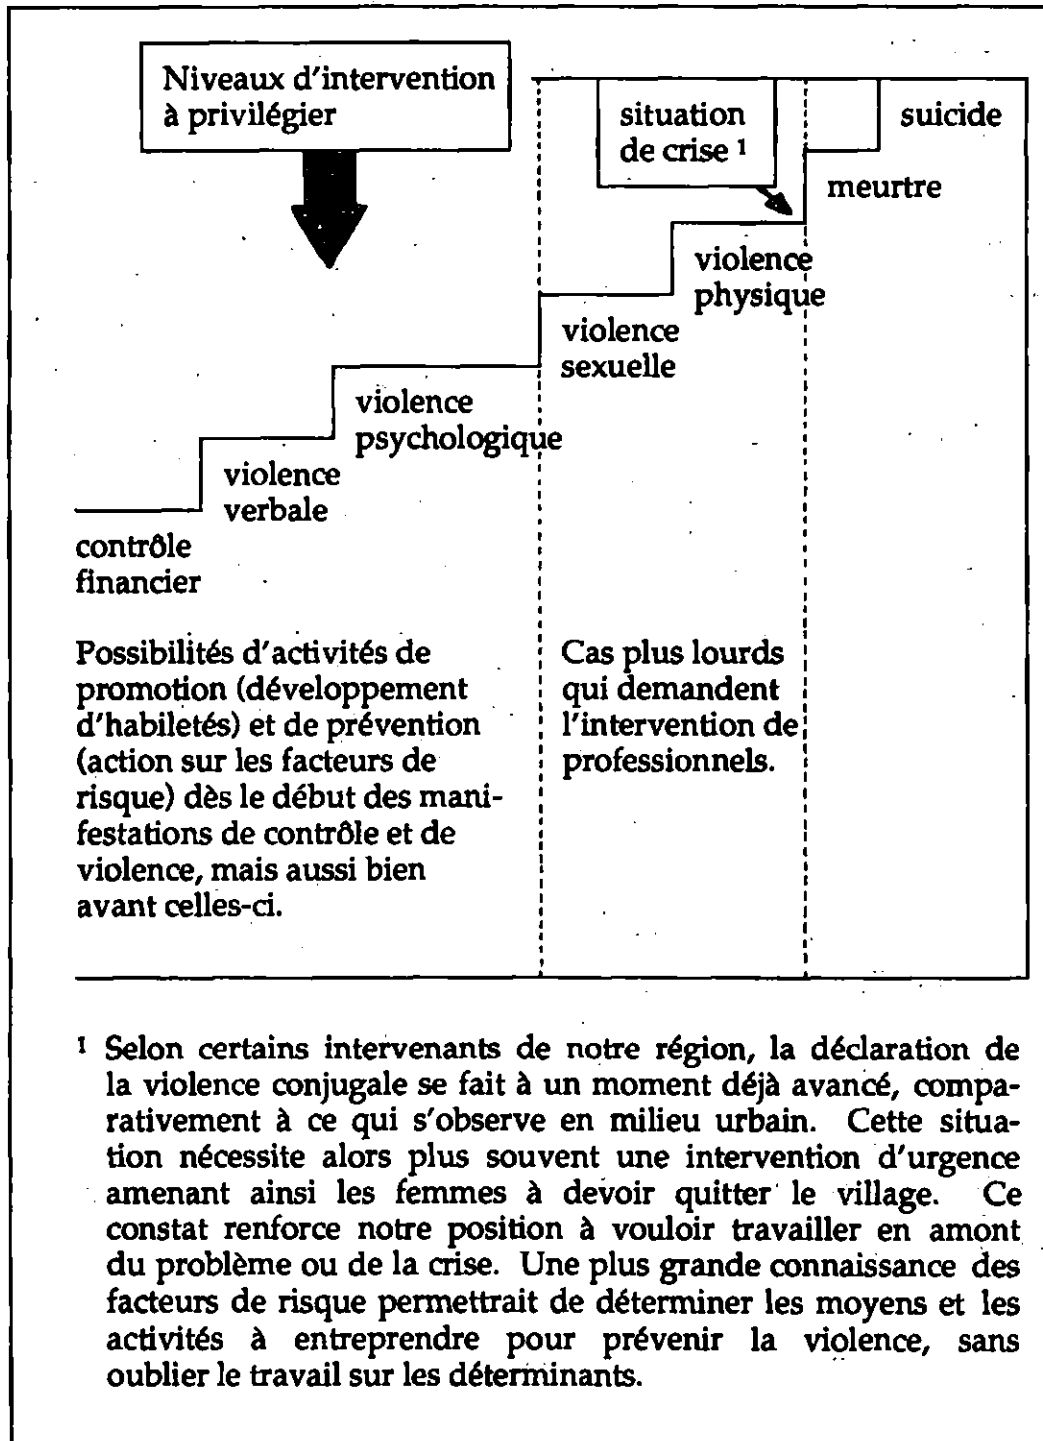 Niveaux d'intervention
à privilégier
situation
de crise ¹
suicide
meurtre
violence
physique
violence
sexuelle
violence
psychologique
violence
verbale
contrôle
financier
Possibilités d'activités de
promotion (développement
d'habiletés) et de prévention
(action sur les facteurs de
risque) dès le début des mani-
festations de contrôle et de
violence, mais aussi bien
avant celles-ci.
Cas plus lourds
qui demandent
l'intervention de
professionnels.
¹ Selon certains intervenants de notre région, la déclaration de
la violence conjugale se fait à un moment déjà avancé, compa-
rativement à ce qui s'observe en milieu urbain. Cette situa-
tion nécessite alors plus souvent une intervention d'urgence
amenant ainsi les femmes à devoir quitter le village. Ce
constat renforce notre position à vouloir travailler en amont
du problème ou de la crise. Une plus grande connaissance des
facteurs de risque permettrait de déterminer les moyens et les
activités à entreprendre pour prévenir la violence, sans
oublier le travail sur les déterminants.